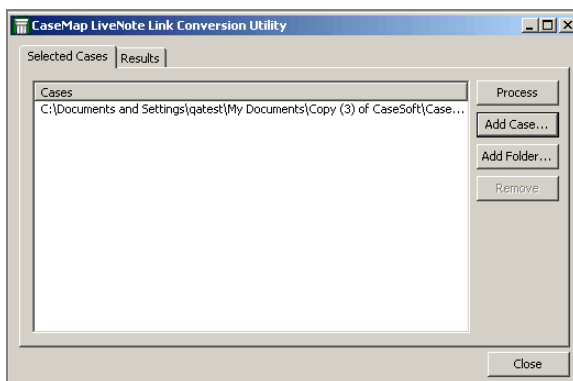 CaseMap LiveNote Link Conversion Utility
Selected Cases
Results
Cases
C:\Documents and Settings\qatest\My Documents\Copy (3) of CaseSoft\Case...
Process
Add Case...
Add Folder...
Remove
Close